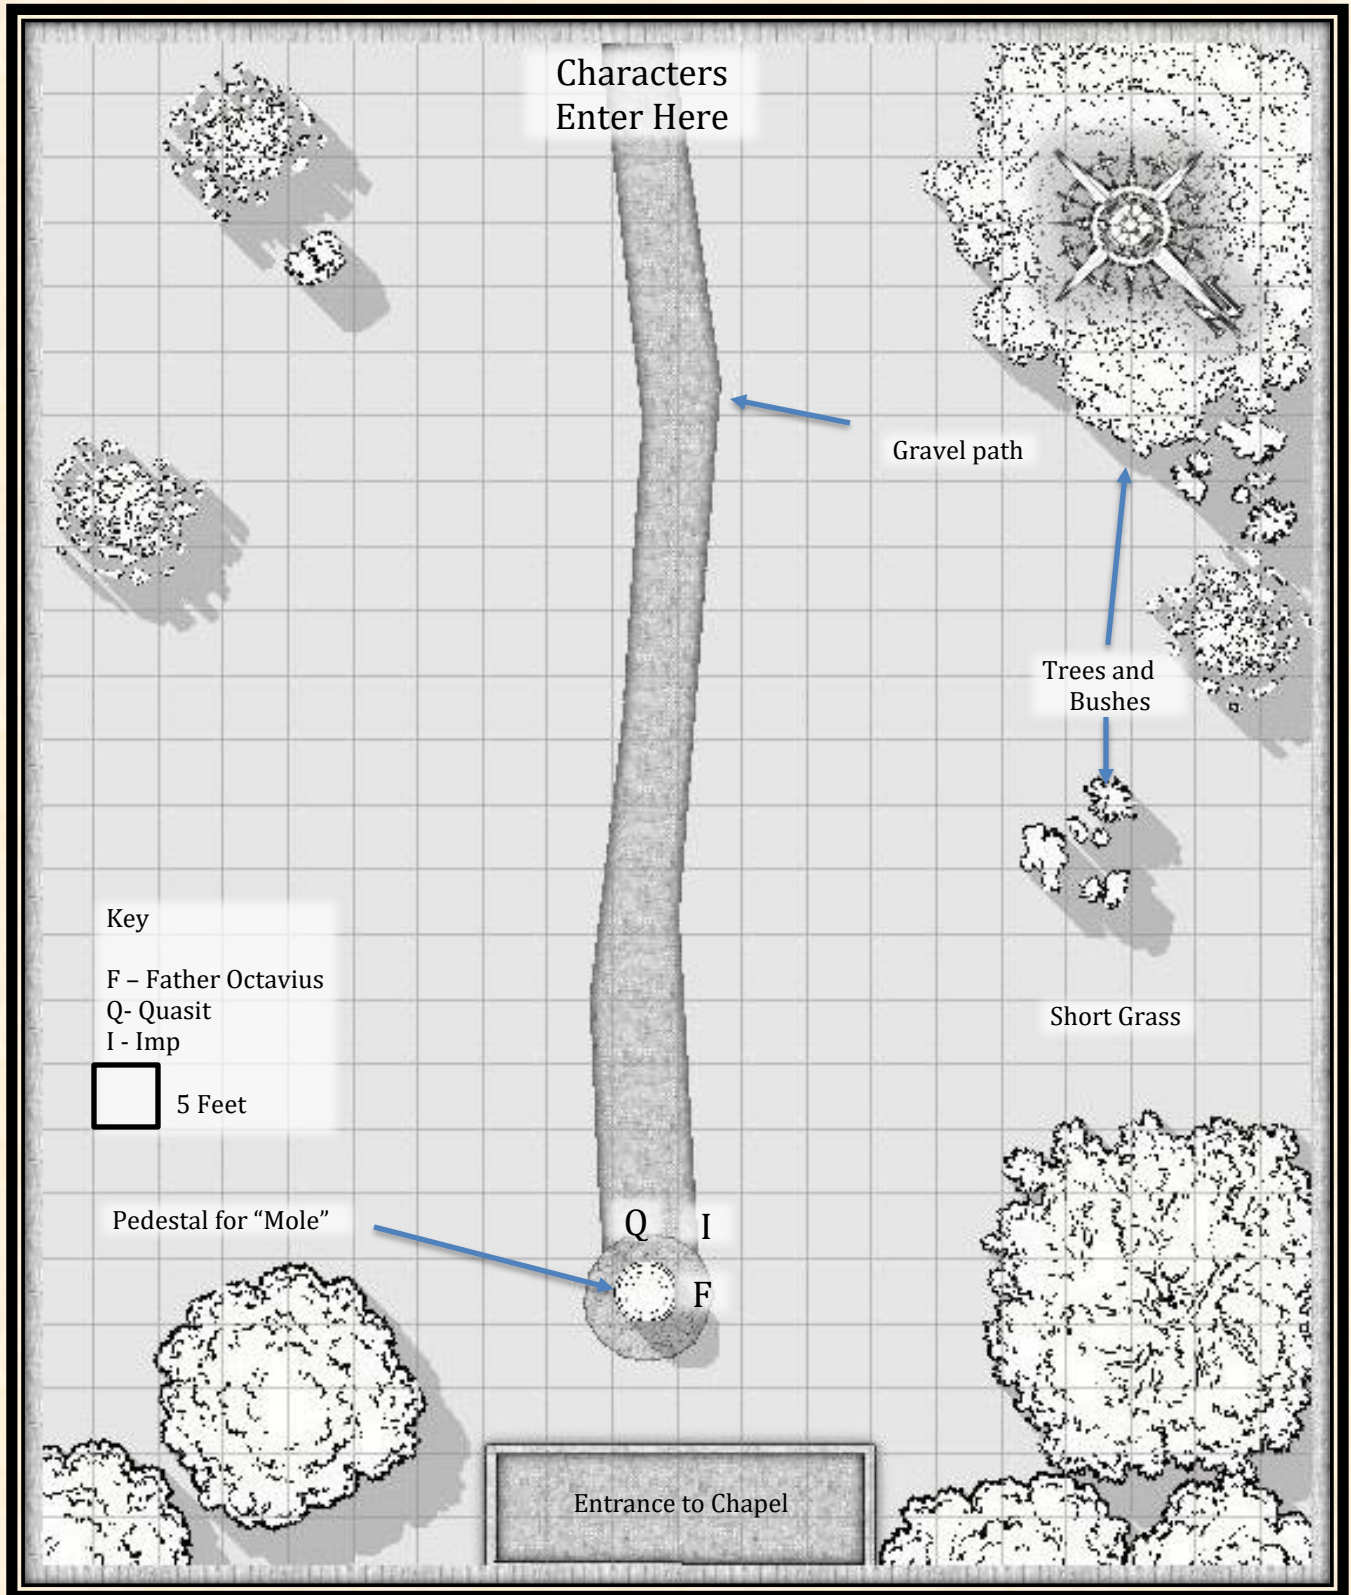 Characters
Enter Here
Gravel path
Trees and
Bushes
Key
F – Father Octavius
Q- Quasit
I - Imp
5 Feet
Short Grass
Pedestal for “Mole”
Q
I
F
Entrance to Chapel